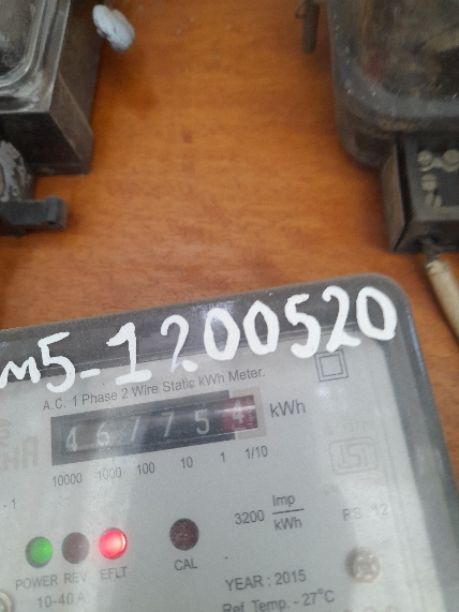 M5-1200520
A.C. 1 Phase 2 Wire Static kWh Meter.
4 6 7 7 5 4 kWh
10000 1000 100 10 1 1/10
3200 Imp/kWh
POWER REV EFLT CAL
10-40 A
YEAR : 2015
Ref. Temp. - 27°C